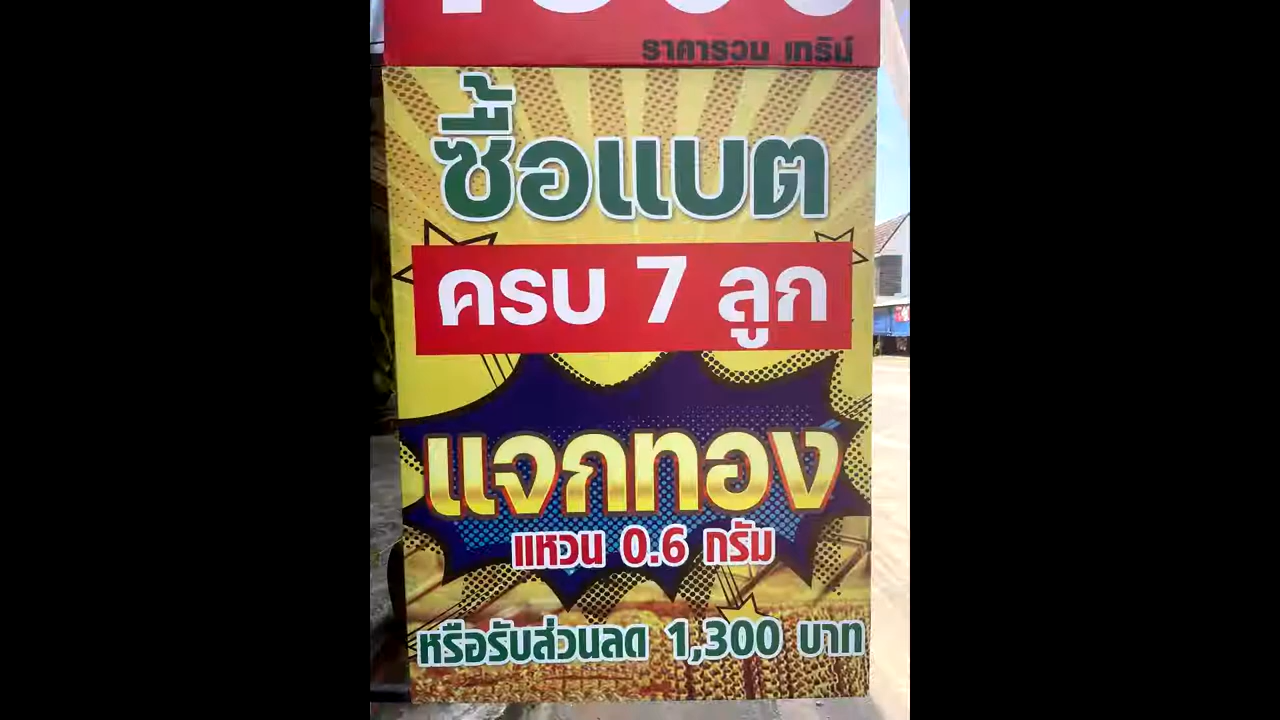 ราคารวม เทริน์
ซื้อแบต
ครบ 7 ลูก
แจกทอง
แหวน 0.6 กรัม
หรือรับส่วนลด 1,300 บาท